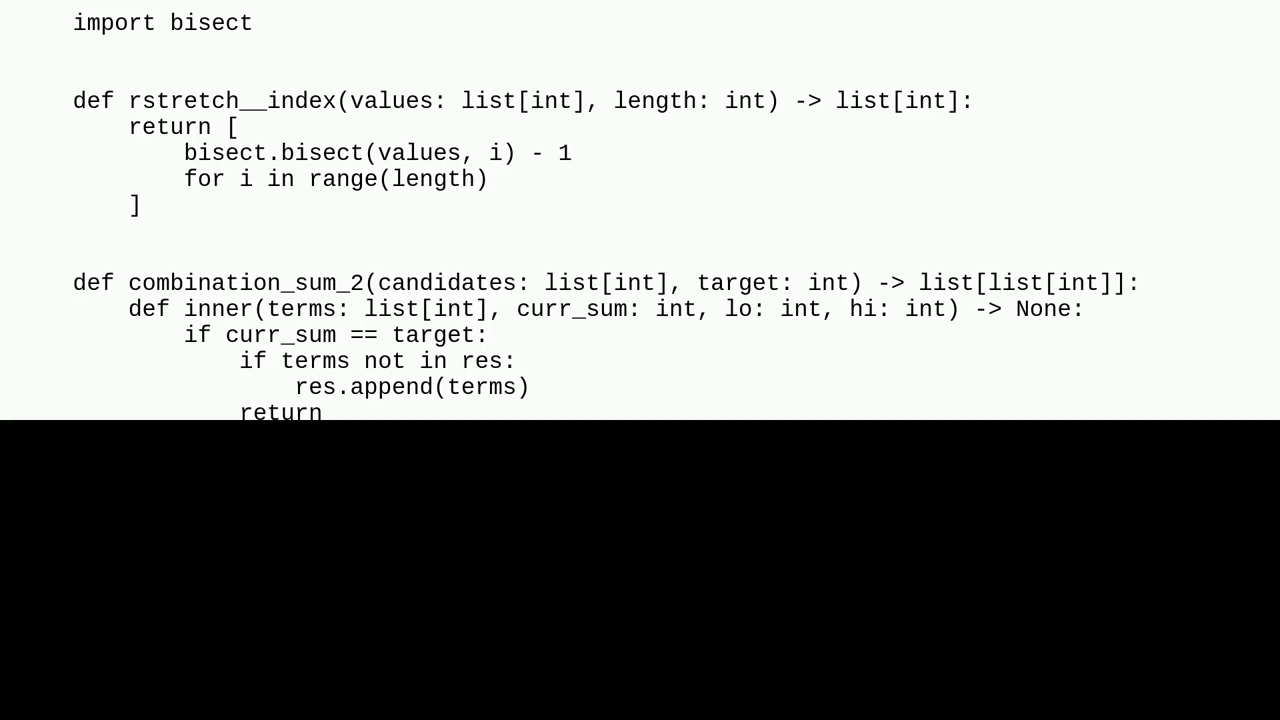 import bisect


def rstretch__index(values: list[int], length: int) -> list[int]:
    return [
        bisect.bisect(values, i) - 1
        for i in range(length)
    ]


def combination_sum_2(candidates: list[int], target: int) -> list[list[int]]:
    def inner(terms: list[int], curr_sum: int, lo: int, hi: int) -> None:
        if curr_sum == target:
            if terms not in res:
                res.append(terms)
            return